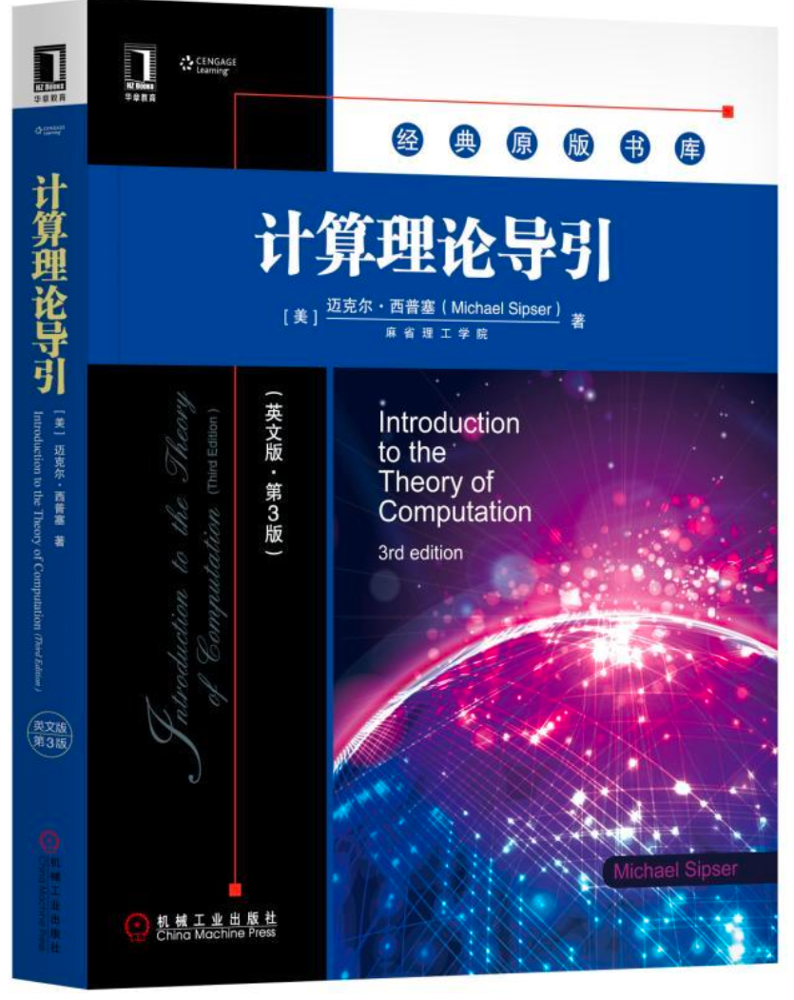 HZ BOOKS
华章教育
CENGAGE
Learning
计算理论导引
[美] 迈克尔·西普塞 著
Introduction to the Theory of Computation (Third Edition)
英文版
第3版
机械工业出版社
China Machine Press
HZ BOOKS
华章教育
CENGAGE
Learning
经典原版书库
计算理论导引
[美] 迈克尔·西普塞(Michael Sipser) 著
麻省理工学院
Introduction to the Theory
of Computation (Third Edition)
(英文版·第3版)
Introduction
to the
Theory of
Computation
3rd edition
Michael Sipser
机械工业出版社
China Machine Press